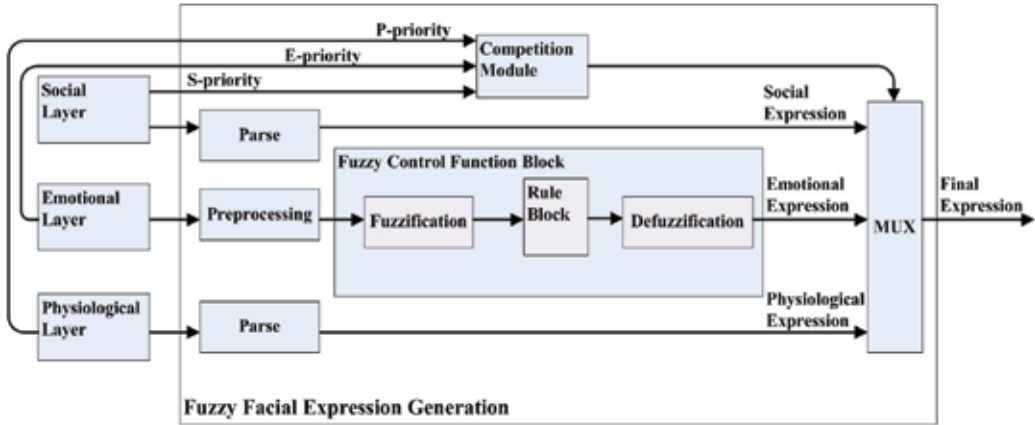 P-priority
E-priority
S-priority
Competition
Module
Social
Layer
Parse
Social
Expression
Fuzzy Control Function Block
Emotional
Layer
Preprocessing
Fuzzification
Rule
Block
Defuzzification
Emotional
Expression
MUX
Final
Expression
Physiological
Layer
Parse
Physiological
Expression
Fuzzy Facial Expression Generation